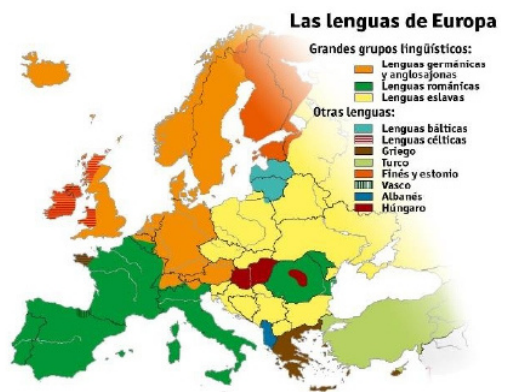 Las lenguas de Europa
Grandes grupos lingüísticos:
Lenguas germánicas
y anglosajonas
Lenguas románicas
Lenguas eslavas
Otras lenguas:
Lenguas bálticas
Lenguas célticas
Griego
Turco
Finés y estonio
Vasco
Albanés
Húngaro